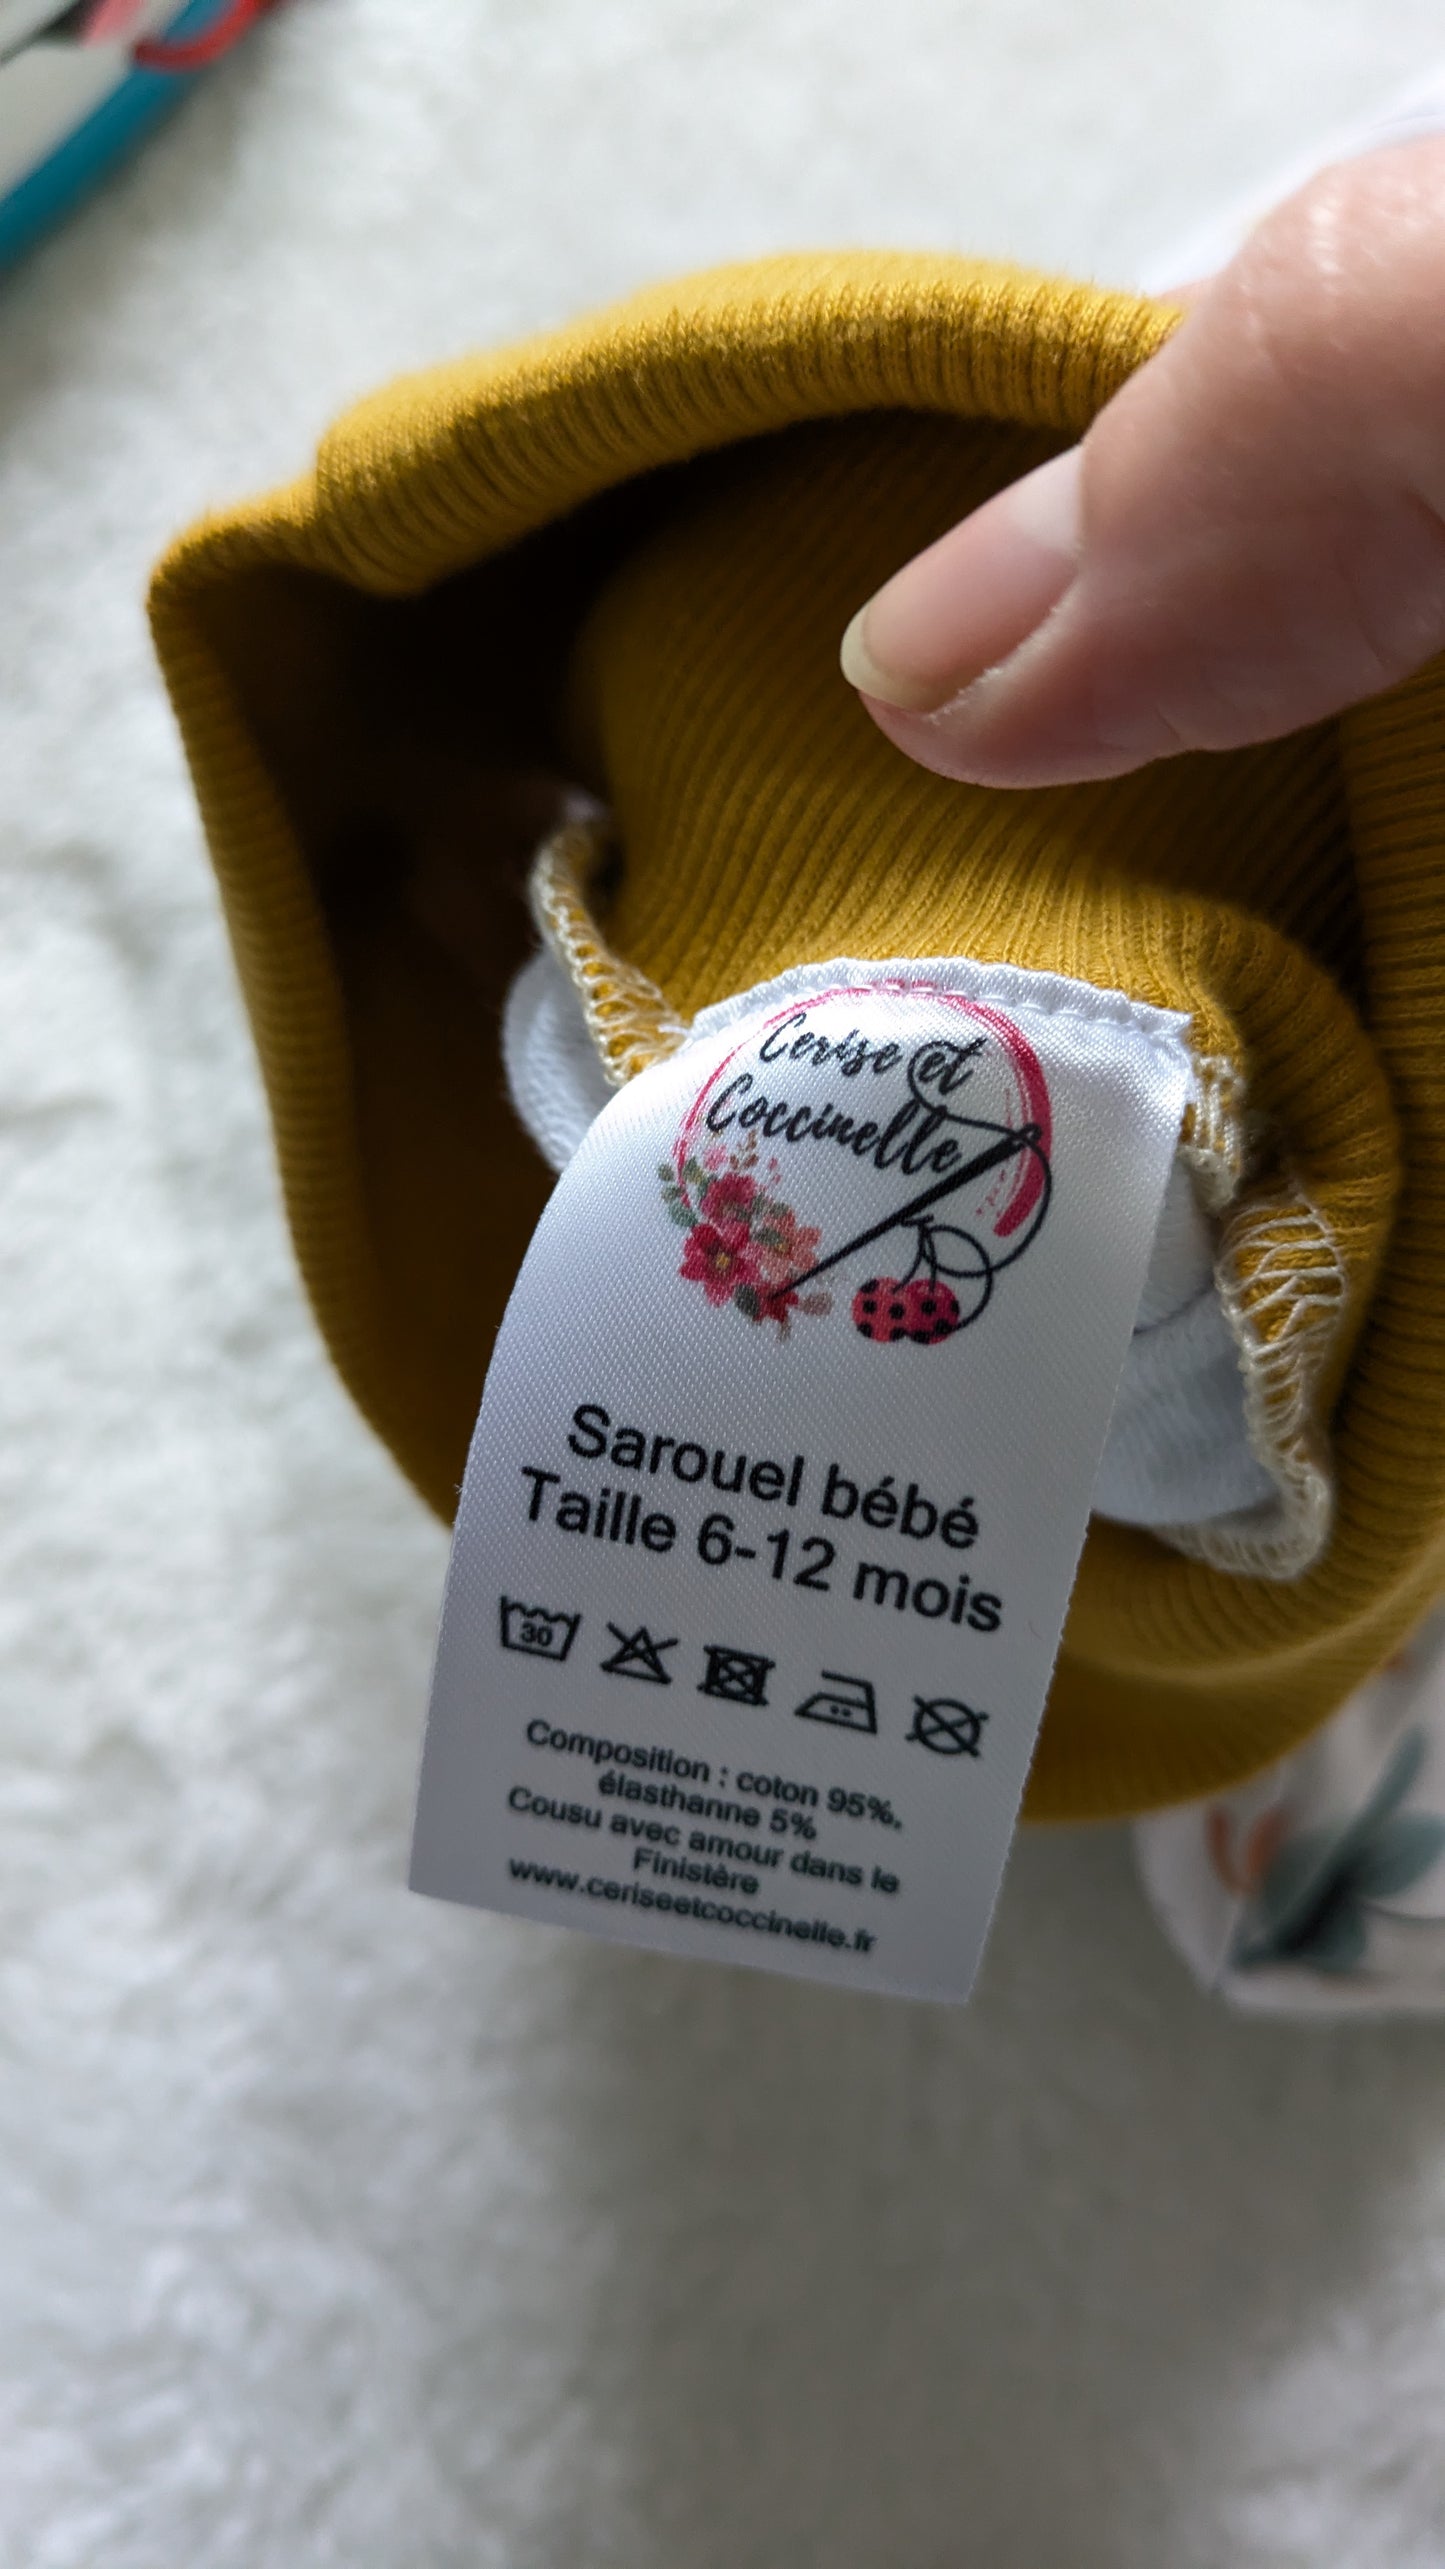 Cerise et
Coccinelle
Sarouel bébé
Taille 6-12 mois
30
Composition : coton 95%,
élasthanne 5%
Cousu avec amour dans le
Finistère
www.ceriseetcoccinelle.fr